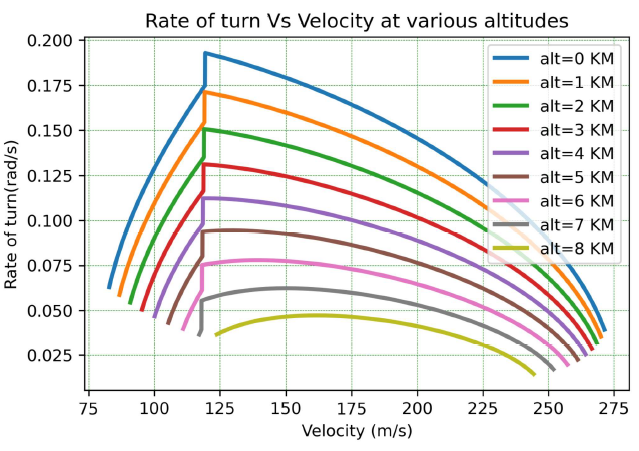 Rate of turn Vs Velocity at various altitudes
Rate of turn(rad/s)
0.200
0.175
0.150
0.125
0.100
0.075
0.050
0.025
alt=0 KM
alt=1 KM
alt=2 KM
alt=3 KM
alt=4 KM
alt=5 KM
alt=6 KM
alt=7 KM
alt=8 KM
75 100 125 150 175 200 225 250 275
Velocity (m/s)